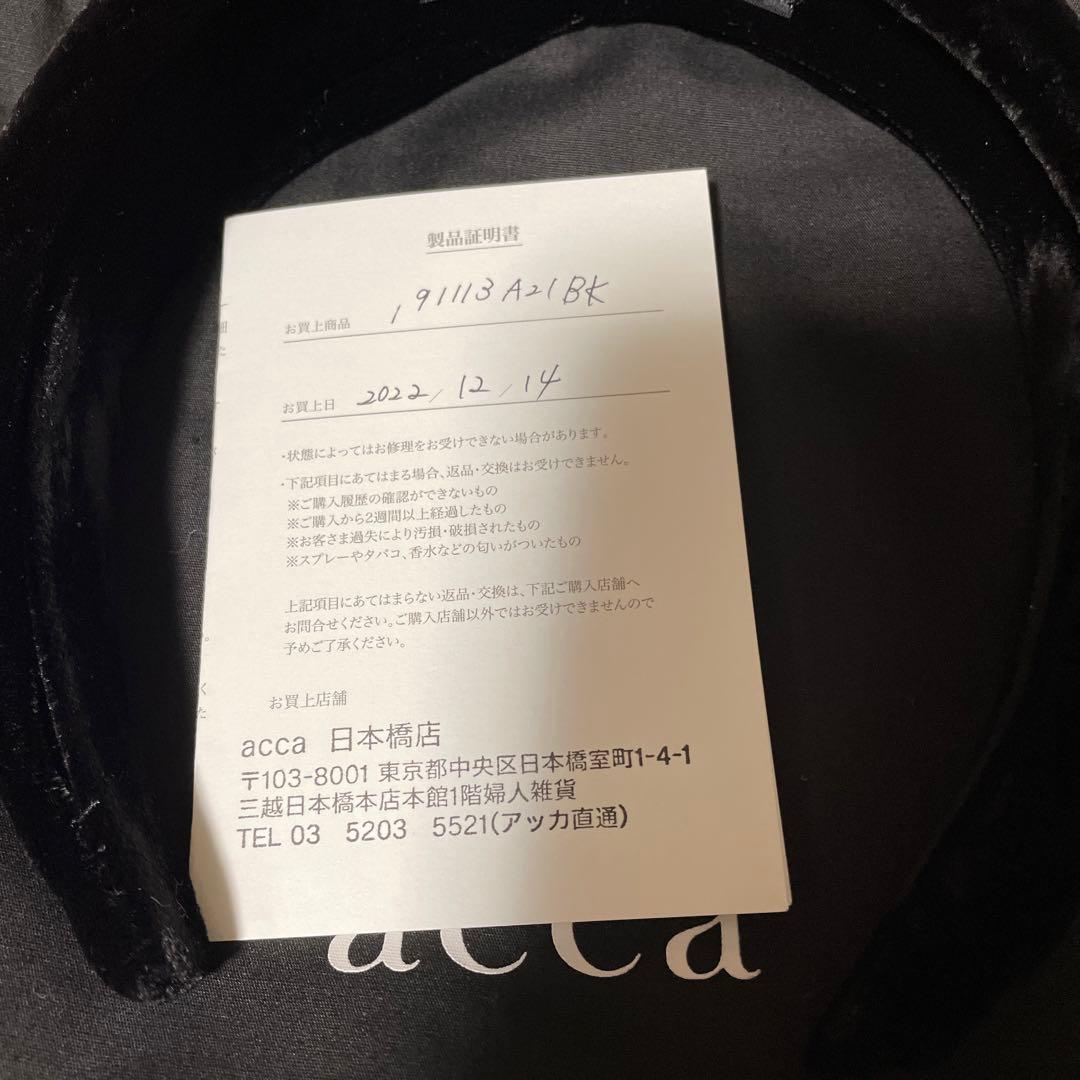 製品証明書
お買上商品 191113A21BK
お買上日 2022/12/14
・状態によってはお修理をお受けできない場合があります。
・下記項目にあてはまる場合、返品・交換はお受けできません。
※ご購入履歴の確認ができないもの
※ご購入から2週間以上経過したもの
※お客さま過失により汚損・破損されたもの
※スプレーやタバコ、香水などの匂いがついたもの
上記項目にあてはまらない返品・交換は、下記ご購入店舗へ
お問合せください。ご購入店舗以外ではお受けできませんので
予めご了承ください。
お買上店舗
acca 日本橋店
〒103-8001 東京都中央区日本橋室町1-4-1
三越日本橋本店本館1階婦人雑貨
TEL 03 5203 5521(アッカ直通)
acca